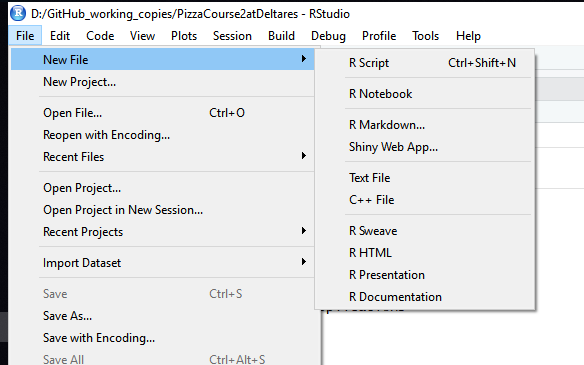 D:/GitHub_working_copies/PizzaCourse2atDeltares - RStudio
File Edit Code View Plots Session Build Debug Profile Tools Help
New File
New Project...
Open File... Ctrl+O
Reopen with Encoding...
Recent Files
Open Project...
Open Project in New Session...
Recent Projects
Import Dataset
Save Ctrl+S
Save As...
Save with Encoding...
Save All Ctrl+Alt+S
R Script Ctrl+Shift+N
R Notebook
R Markdown...
Shiny Web App...
Text File
C++ File
R Sweave
R HTML
R Presentation
R Documentation